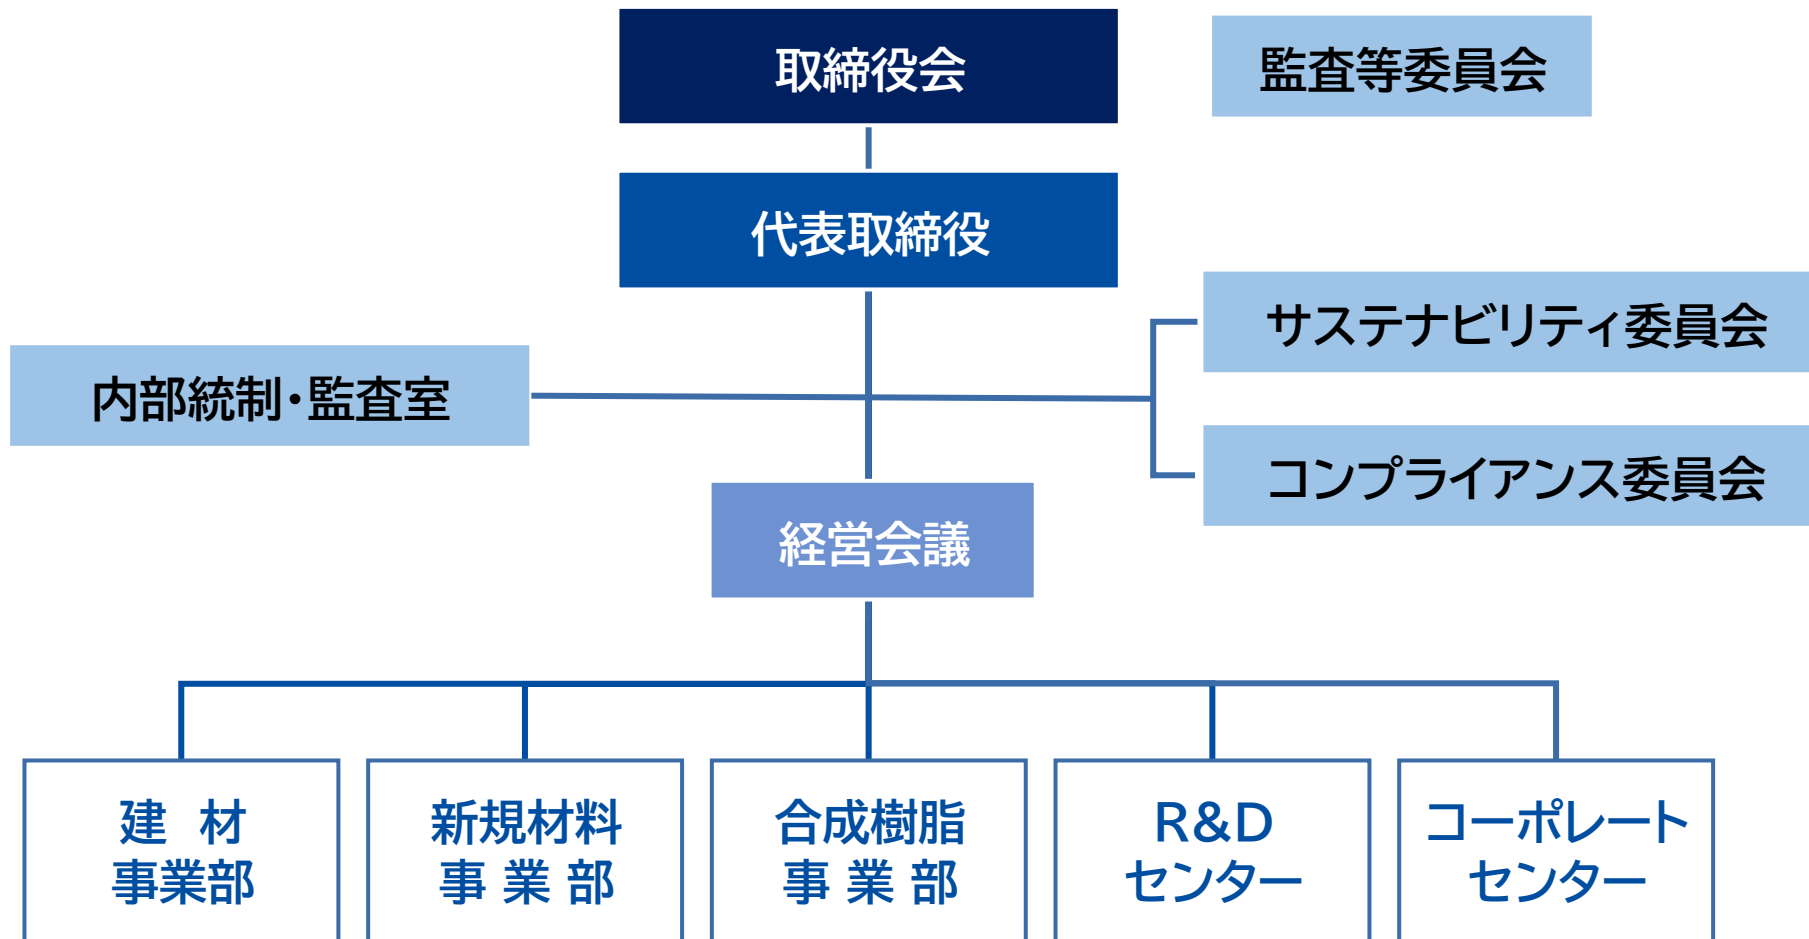 取締役会
監査等委員会
代表取締役
サステナビリティ委員会
内部統制・監査室
コンプライアンス委員会
経営会議
建 材
事業部
新規材料
事 業 部
合成樹脂
事 業 部
R&D
センター
コーポレート
センター